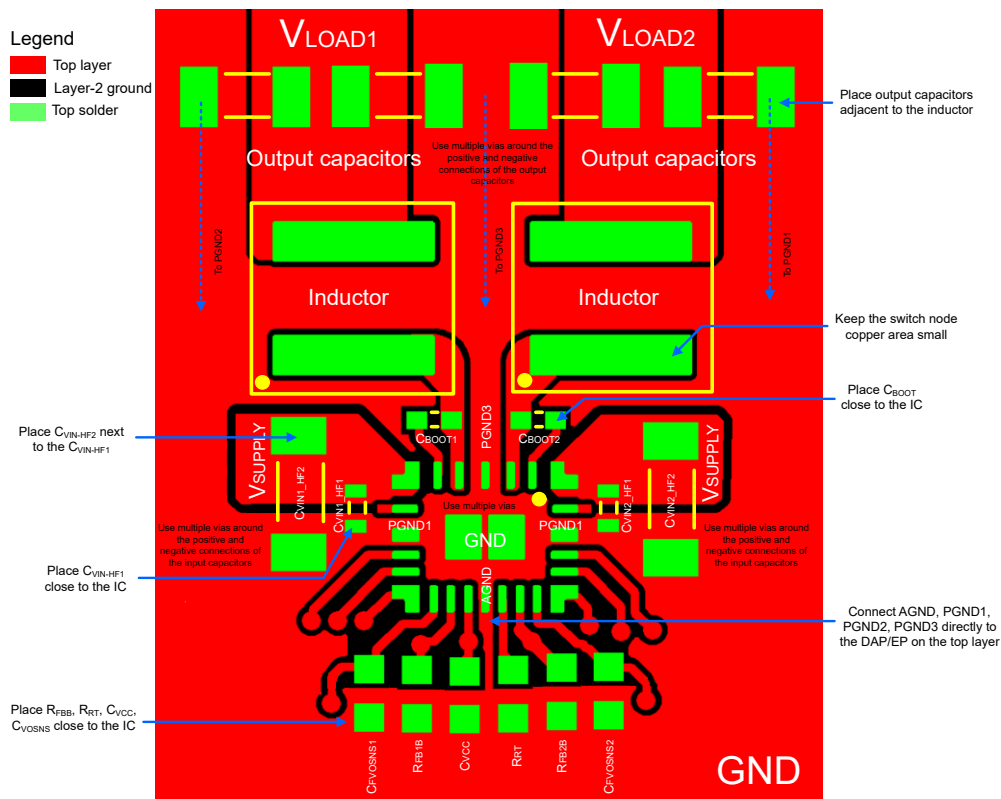 Legend
Top layer
Layer-2 ground
Top solder
VLOAD1
VLOAD2
Place output capacitors
adjacent to the inductor
Output capacitors
Use multiple vias around the
positive and negative
connections of the output
capacitors
Output capacitors
To PGND2
To PGND3
To PGND1
Inductor
Inductor
Keep the switch node
copper area small
Place CBOOT
close to the IC
Place CVIN-HF2 next
to the CVIN-HF1
CBOOT1
PGND3
CBOOT2
VSUPPLY
CVIN1_HF2
CVIN1_HF1
CVIN2_HF1
CVIN2_HF2
VSUPPLY
Use multiple vias
PGND1
PGND1
GND
Use multiple vias around
the positive and
negative connections of
the input capacitors
Use multiple vias around
the positive and
negative connections of
the input capacitors
Place CVIN-HF1
close to the IC
AGND
Connect AGND, PGND1,
PGND2, PGND3 directly to
the DAP/EP on the top layer
Place RFBB, RRT, CVCC,
CVOSNS close to the IC
CFVOSNS1
RFB1B
CVCC
RRT
RFB2B
CFVOSNS2
GND